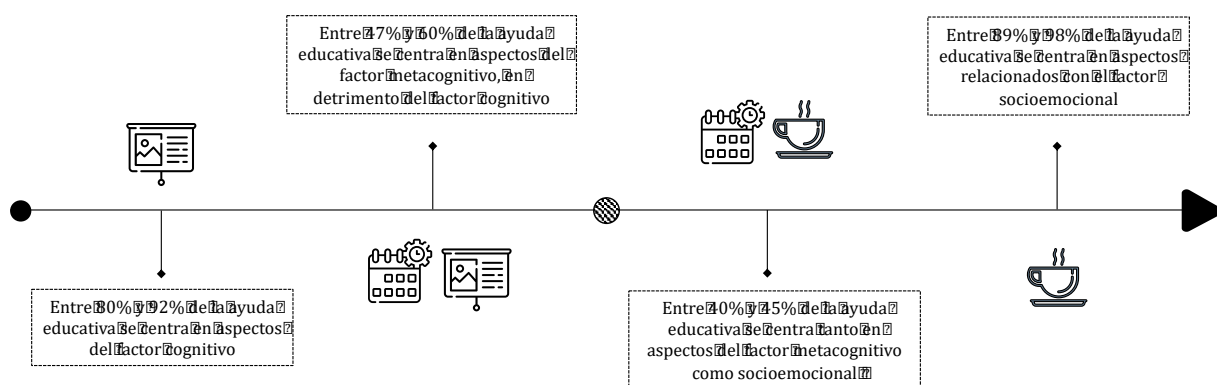 Entre 47% y 60% de la ayuda
educativa se centra en aspectos del
factor metacognitivo, en
detrimento del factor cognitivo
Entre 89% y 98% de la ayuda
educativa se centra en aspectos
relacionados con el factor
socioemocional
Entre 80% y 92% de la ayuda
educativa se centra en aspectos
del factor cognitivo
Entre 40% y 45% de la ayuda
educativa se centra tanto en
aspectos del factor metacognitivo
como socioemocional